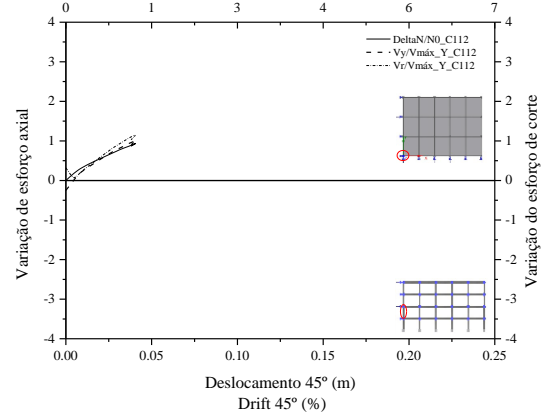 0 1 3 4 6 7
DeltaN/N0_C112
Vy/Vmáx_Y_C112
Vr/Vmáx_Y_C112
4 4
3 3
2 2
1 1
0 0
-1 -1
-2 -2
-3 -3
-4 -4
Variação de esforço axial
Variação do esforço de corte
0.00 0.05 0.10 0.15 0.20 0.25
Deslocamento 45º (m)
Drift 45º (%)